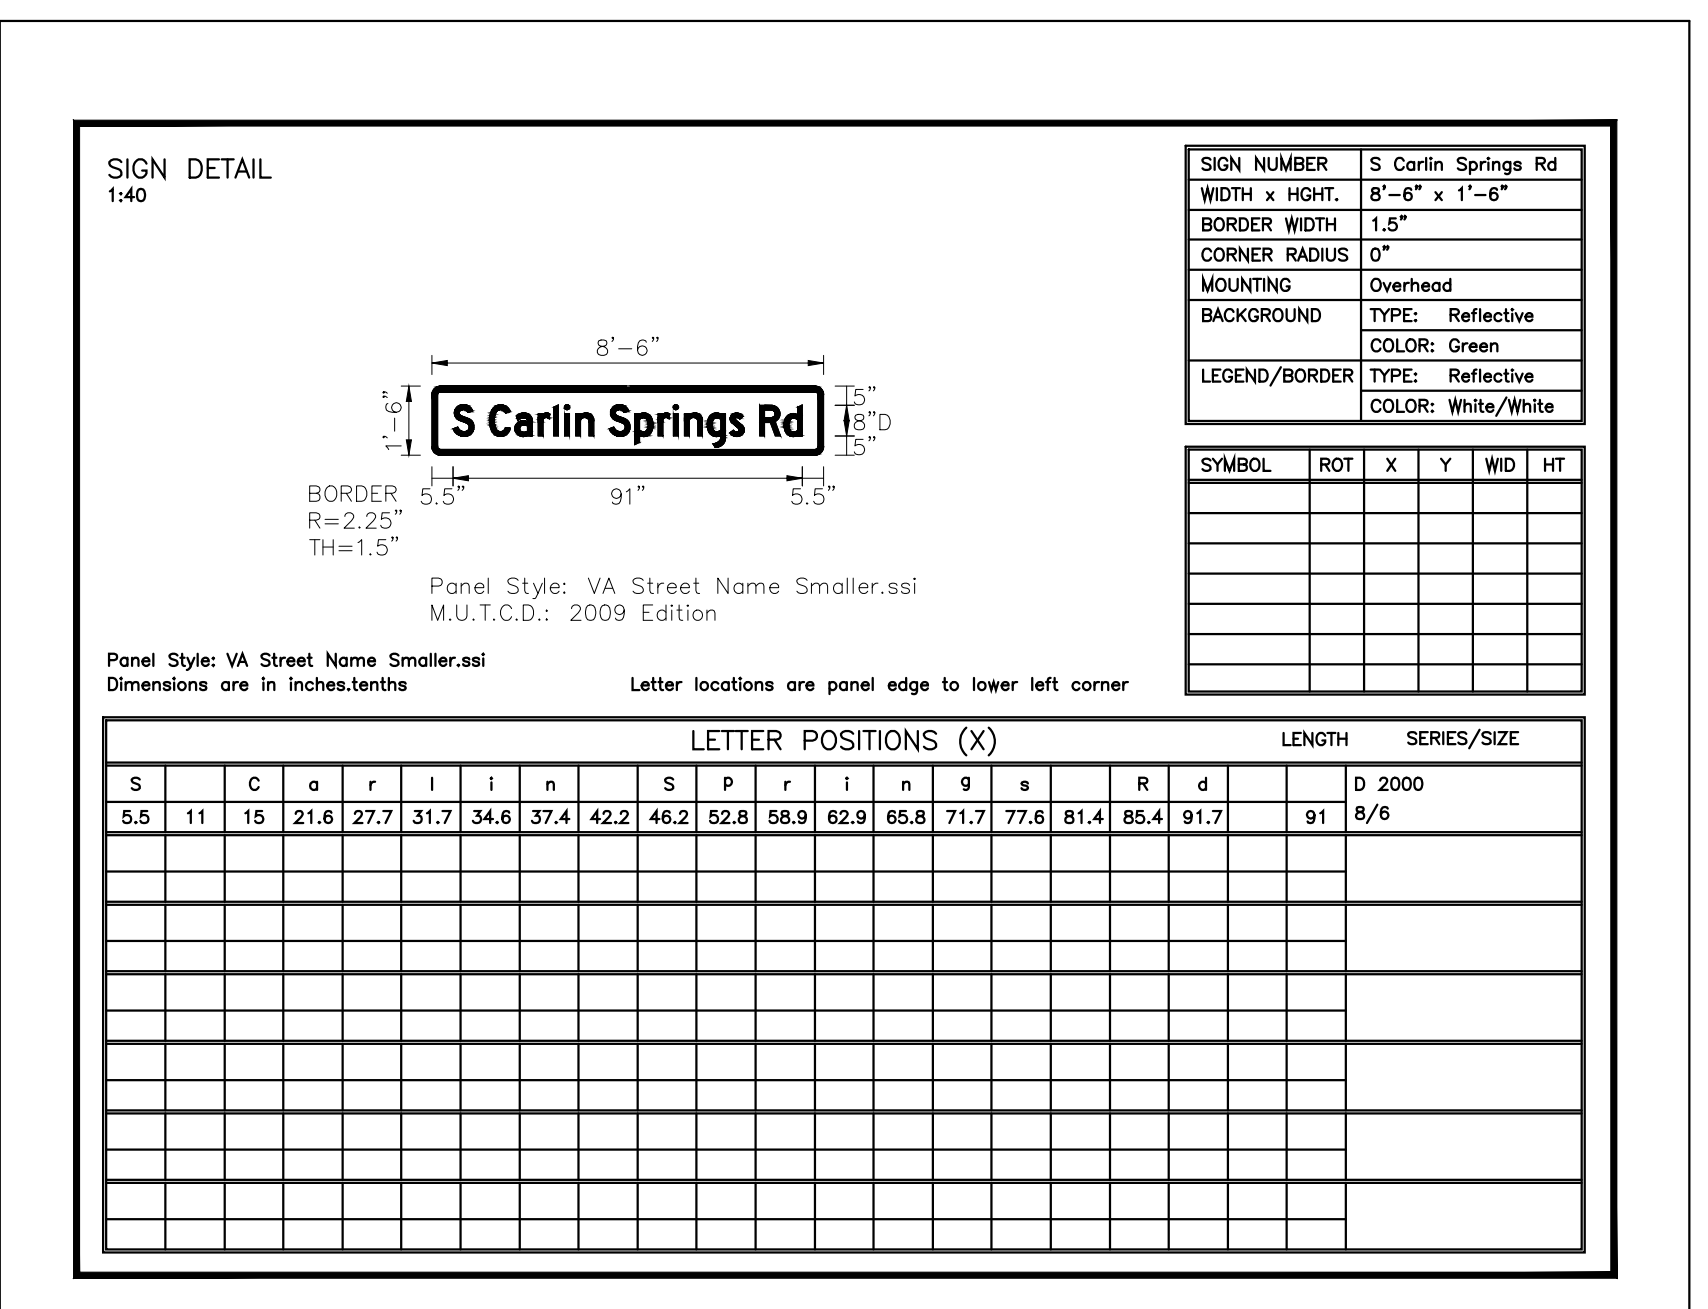 SIGN DETAIL
1:40
SIGN NUMBER S Carlin Springs Rd
WIDTH x HGHT. 8'-6" x 1'-6"
BORDER WIDTH 1.5"
CORNER RADIUS 0"
MOUNTING Overhead
BACKGROUND TYPE: Reflective
COLOR: Green
LEGEND/BORDER TYPE: Reflective
COLOR: White/White
8'-6"
1'-6"
S Carlin Springs Rd
5"
8"D
5"
5.5" 91" 5.5"
BORDER
R=2.25"
TH=1.5"
Panel Style: VA Street Name Smaller.ssi
M.U.T.C.D.: 2009 Edition
SYMBOL ROT X Y WID HT
Panel Style: VA Street Name Smaller.ssi
Dimensions are in inches.tenths Letter locations are panel edge to lower left corner
LETTER POSITIONS (X) LENGTH SERIES/SIZE
S C a r l i n S p r i n g s R d D 2000
5.5 11 15 21.6 27.7 31.7 34.6 37.4 42.2 46.2 52.8 58.9 62.9 65.8 71.7 77.6 81.4 85.4 91.7 91 8/6